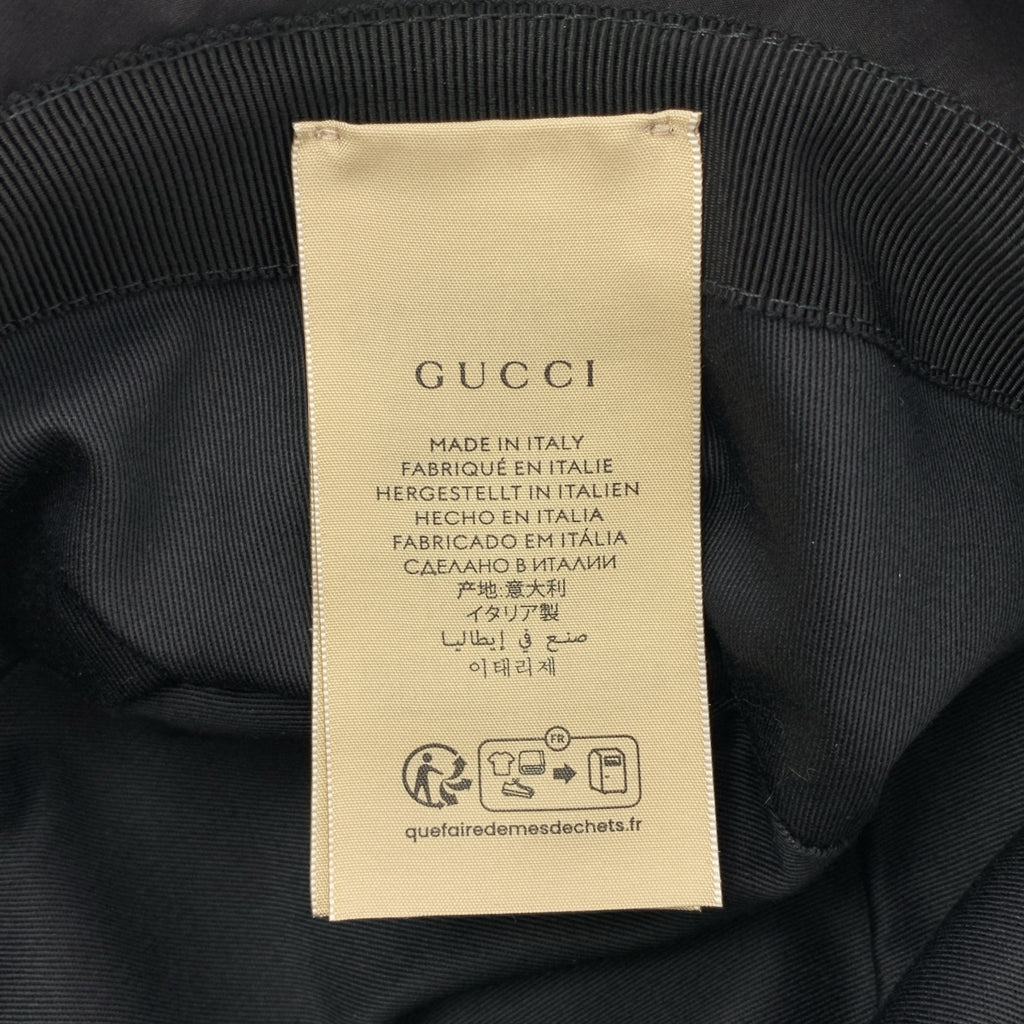 GUCCI
MADE IN ITALY
FABRIQUÉ EN ITALIE
HERGESTELLT IN ITALIEN
HECHO EN ITALIA
FABRICADO EM ITÁLIA
СДЕЛАНО В ИТАЛИИ
产地:意大利
イタリア製
صنع في إيطاليا
이태리제
FR
quefairedemesdechets.fr